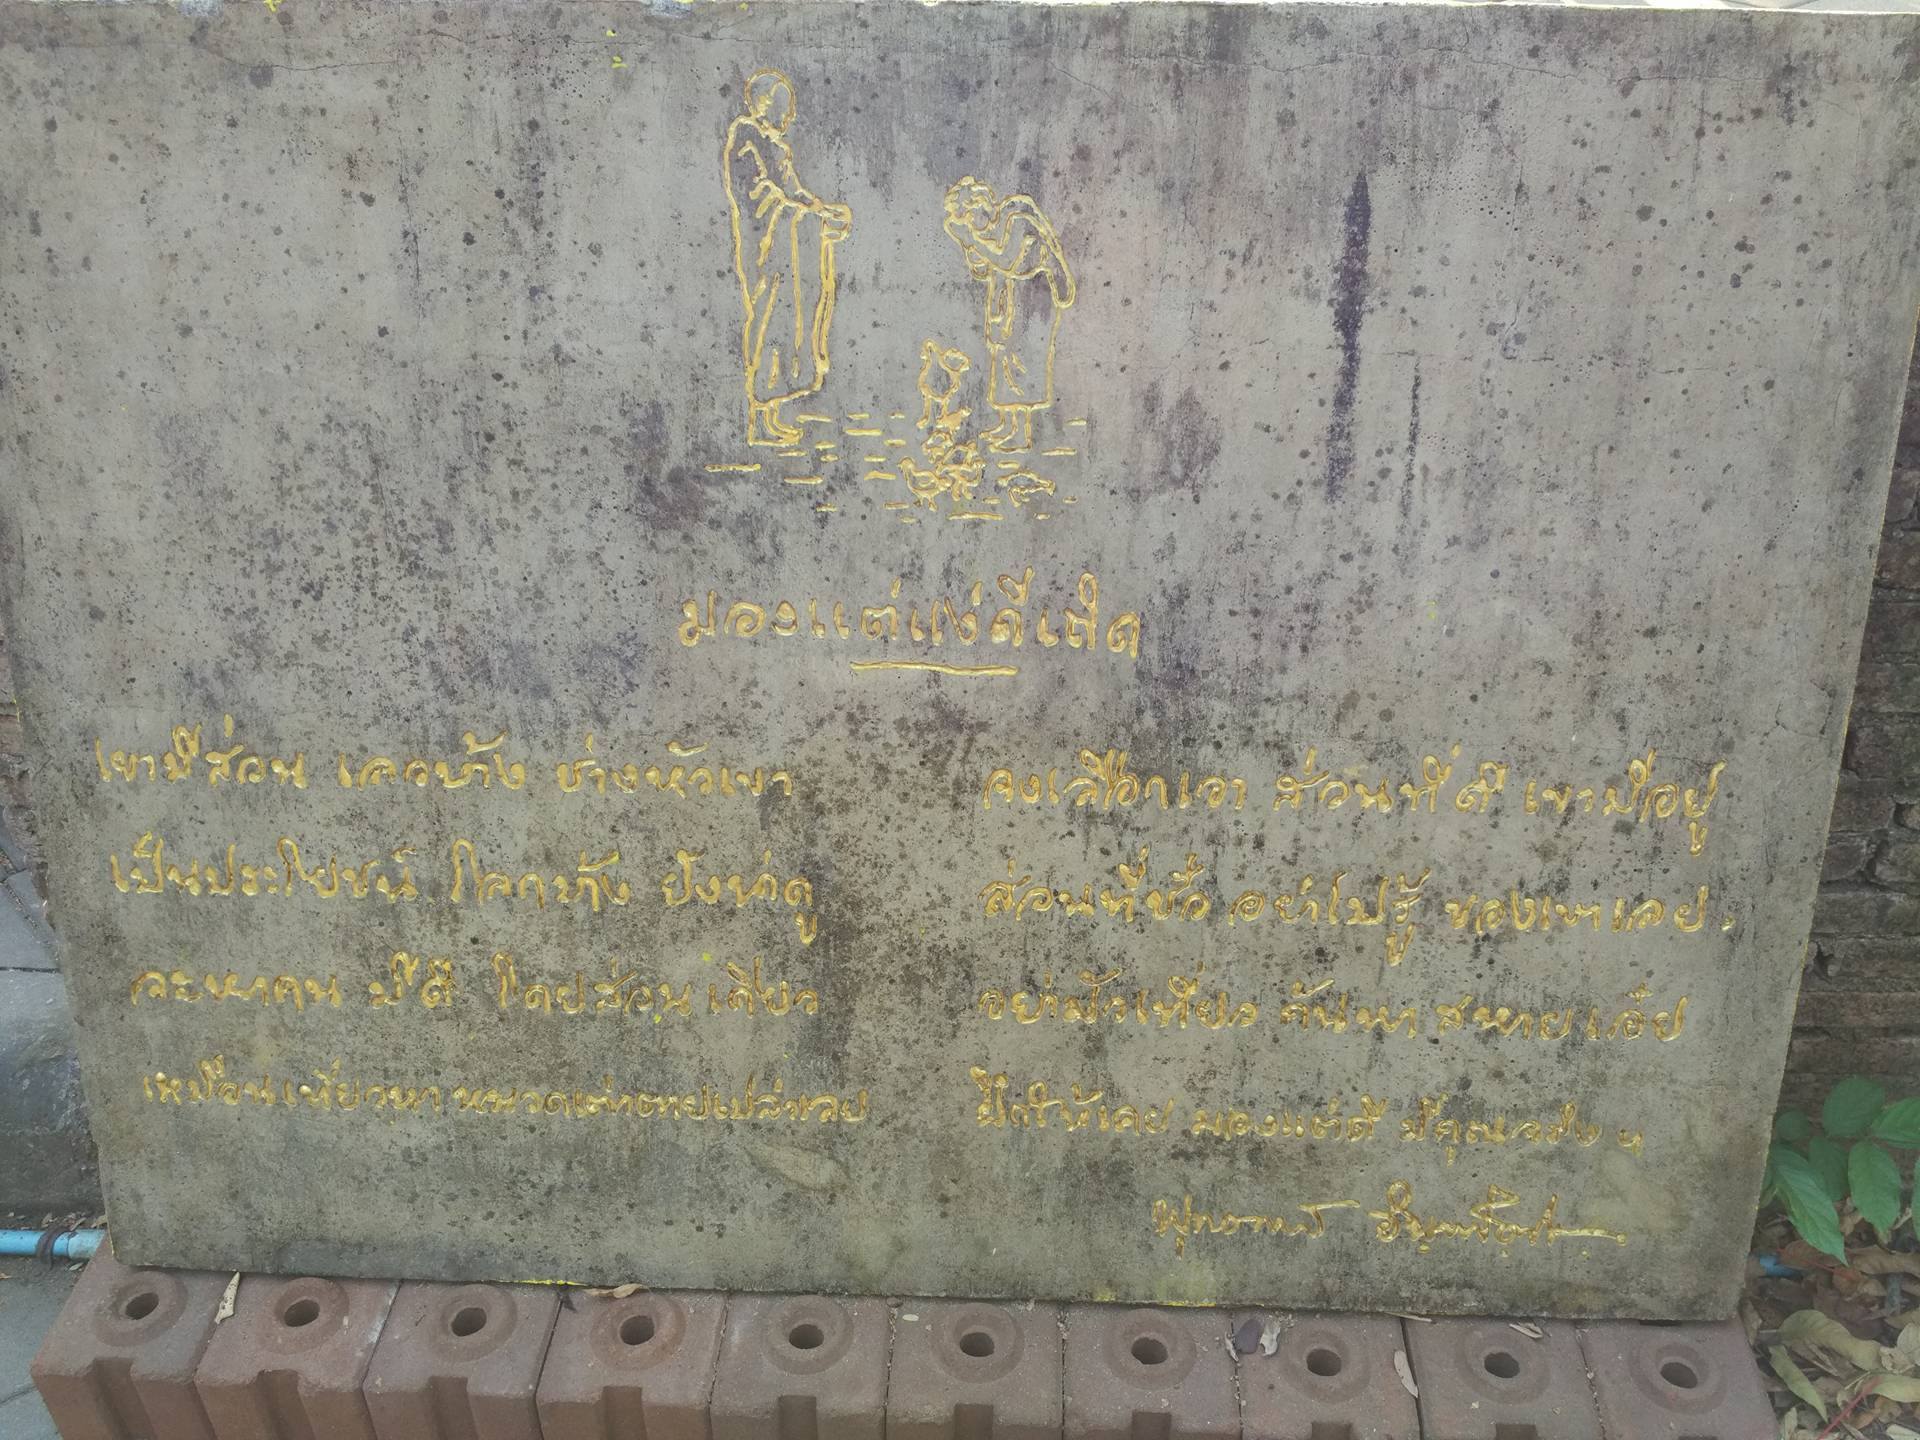 มองแต่แง่ดีเถิด
เขามีส่วน เลวบ้าง ช่างหัวเขา
จงเลือกเอา ส่วนที่ดี เขามีอยู่
เป็นประโยชน์ โลกบ้าง ยังน่าดู
ส่วนที่ชั่ว อย่าไปรู้ ของเขาเลย.
จะหาคน มีดี โดยส่วนเดียว
อย่ามัวเที่ยว ค้นหา สหายเอ๋ย
เหมือนเที่ยวหา หนวดเต่าตายเปล่าเลย
ฝึกให้เคย มองแต่ดี มีคุณจริง ฯ
พุทธทาส อินทปัญโญ